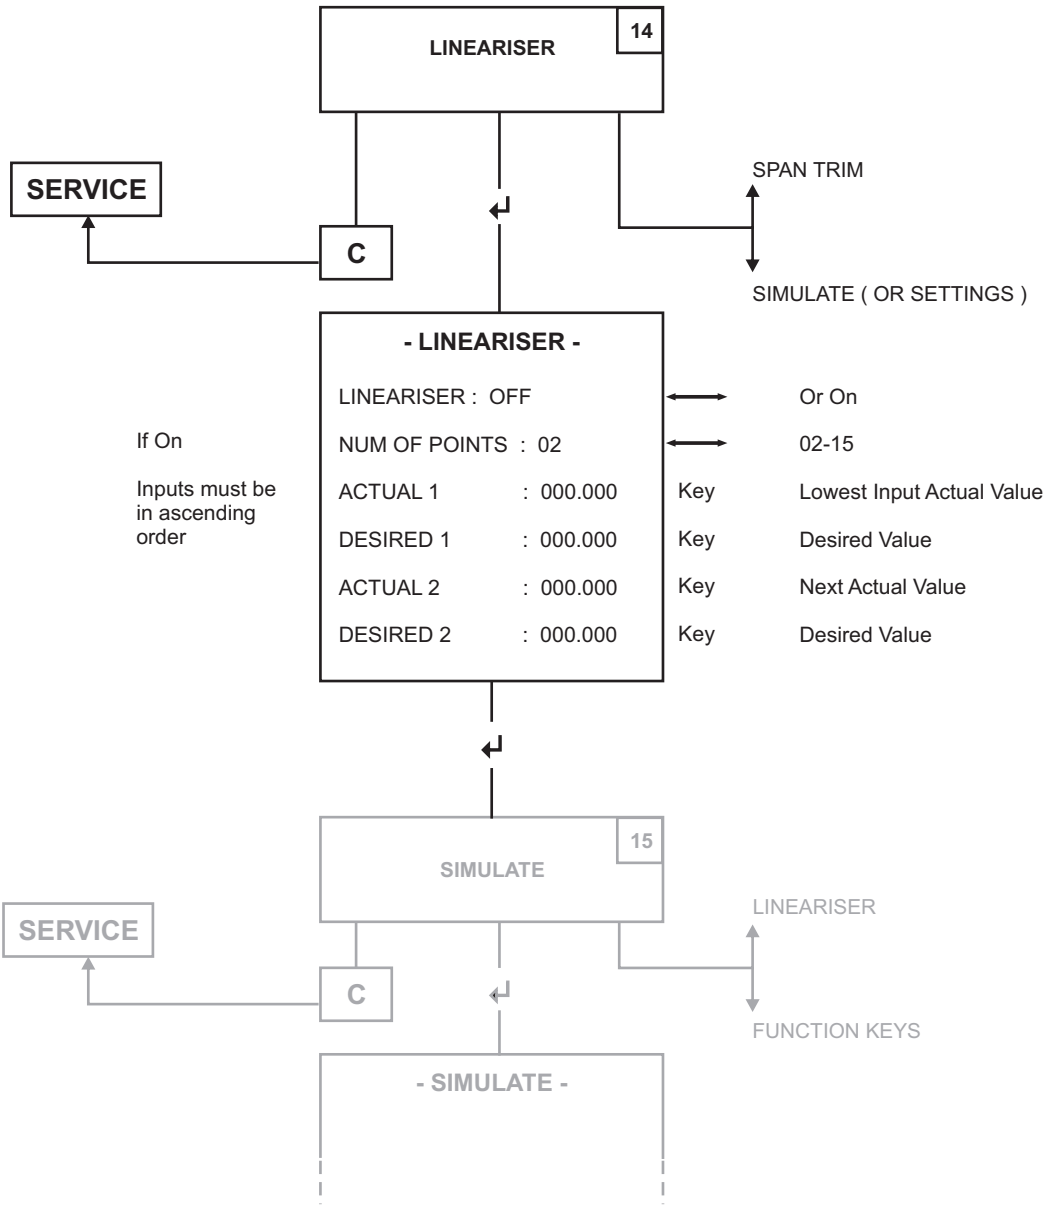 14
LINEARISER
SPAN TRIM
SERVICE
C
SIMULATE ( OR SETTINGS )
- LINEARISER -
LINEARISER : OFF Or On
If On
NUM OF POINTS : 02 02-15
Inputs must be
in ascending
order
ACTUAL 1 : 000.000 Key Lowest Input Actual Value
DESIRED 1 : 000.000 Key Desired Value
ACTUAL 2 : 000.000 Key Next Actual Value
DESIRED 2 : 000.000 Key Desired Value
15
SIMULATE
LINEARISER
SERVICE
C
FUNCTION KEYS
- SIMULATE -